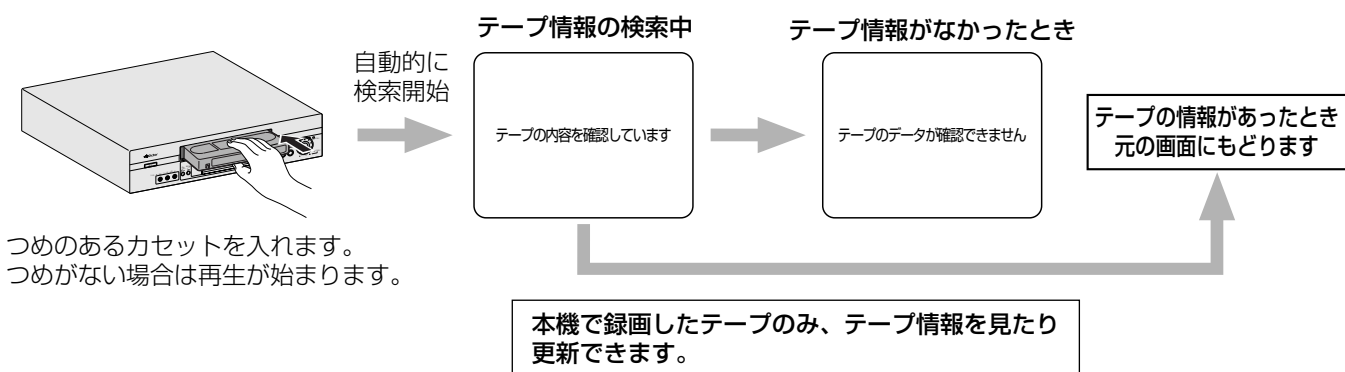 テープ情報の検索中
テープ情報がなかったとき
自動的に
検索開始
テープの内容を確認しています
テープのデータが確認できません
テープの情報があったとき
元の画面にもどります
つめのあるカセットを入れます。
つめがない場合は再生が始まります。
本機で録画したテープのみ、テープ情報を見たり
更新できます。